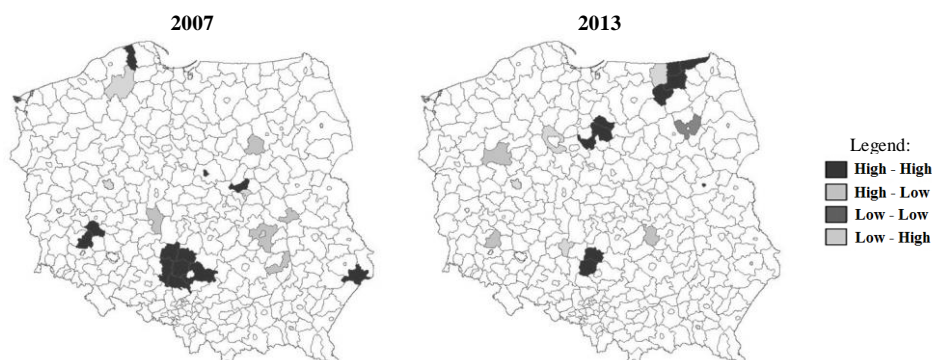 2007
2013
Legend:
High - High
High - Low
Low - Low
Low - High